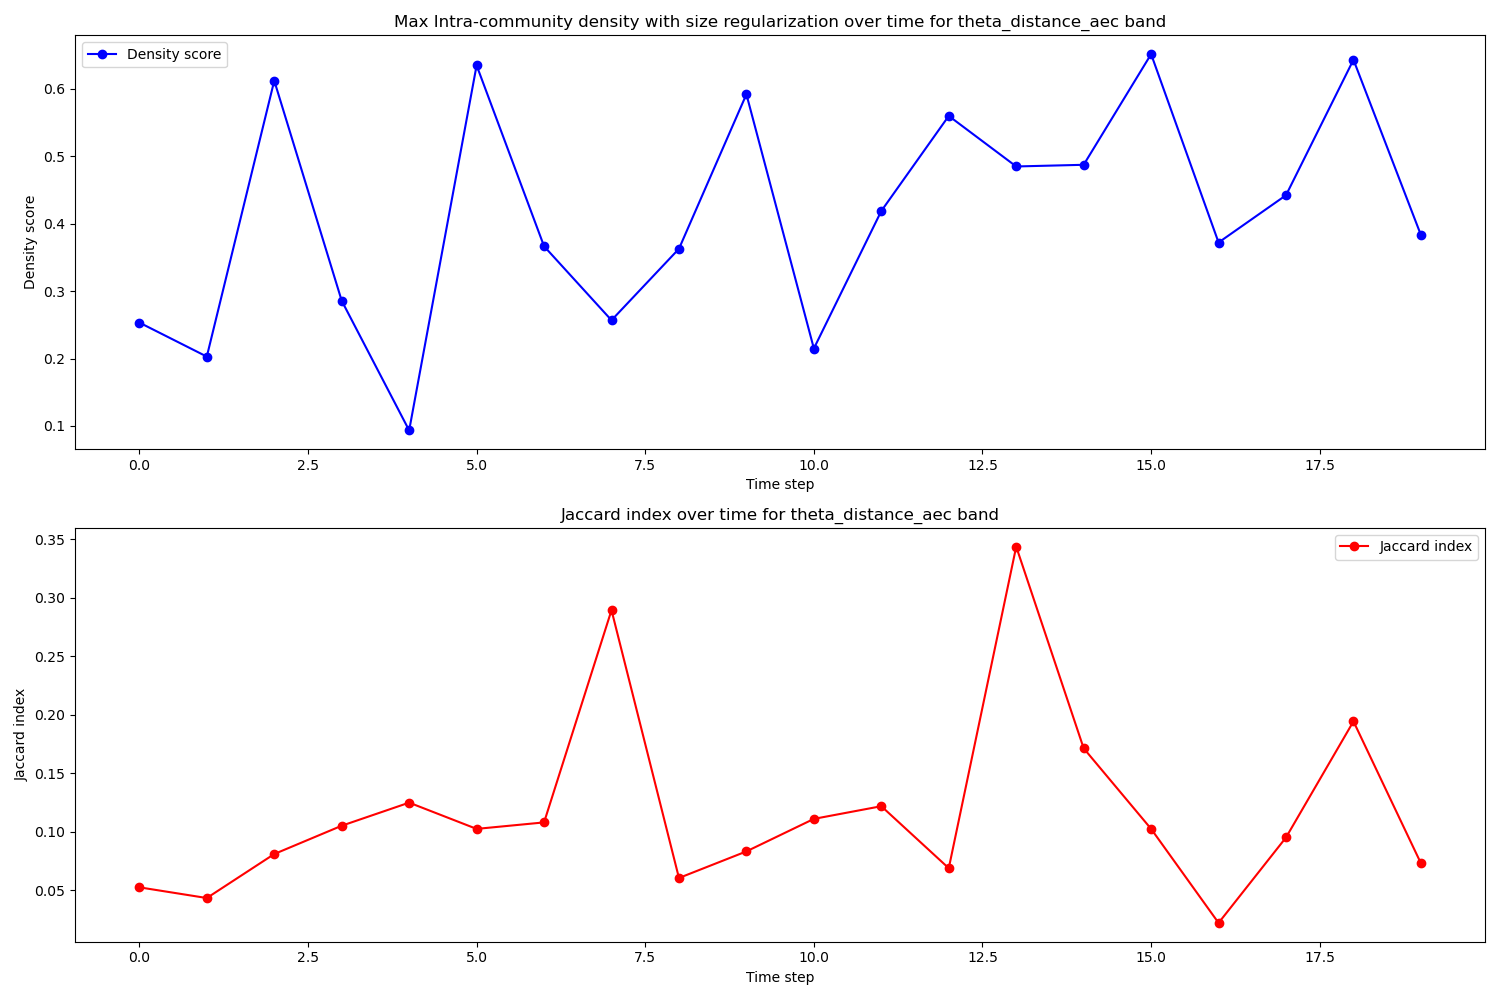 Max Intra-community density with size regularization over time for theta_distance_aec band
Density score
Density score
0.6
0.5
0.4
0.3
0.2
0.1
0.0 2.5 5.0 7.5 10.0 12.5 15.0 17.5
Time step
Jaccard index over time for theta_distance_aec band
Jaccard index
Jaccard index
0.35
0.30
0.25
0.20
0.15
0.10
0.05
0.0 2.5 5.0 7.5 10.0 12.5 15.0 17.5
Time step